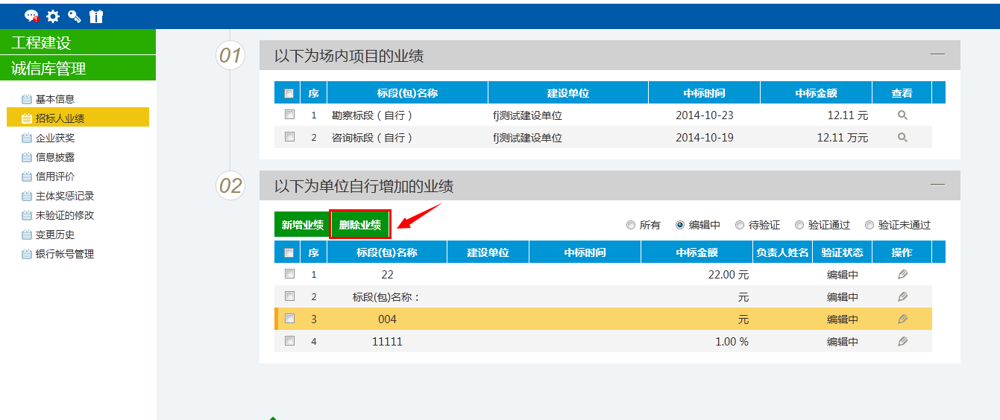 工程建设
诚信库管理
基本信息
招标人业绩
企业获奖
信息披露
信用评价
主体奖惩记录
未验证的修改
变更历史
银行帐号管理
01 以下为场内项目的业绩
序 标段(包)名称 建设单位 中标时间 中标金额 查看
1 勘察标段（自行） fj测试建设单位 2014-10-23 12.11 元
2 咨询标段（自行） fj测试建设单位 2014-10-19 12.11 万元
02 以下为单位自行增加的业绩
新增业绩 删除业绩 所有 编辑中 待验证 验证通过 验证未通过
序 标段(包)名称 建设单位 中标时间 中标金额 负责人姓名 验证状态 操作
1 22 22.00 元 编辑中
2 标段(包)名称： 元 编辑中
3 004 元 编辑中
4 11111 1.00 % 编辑中